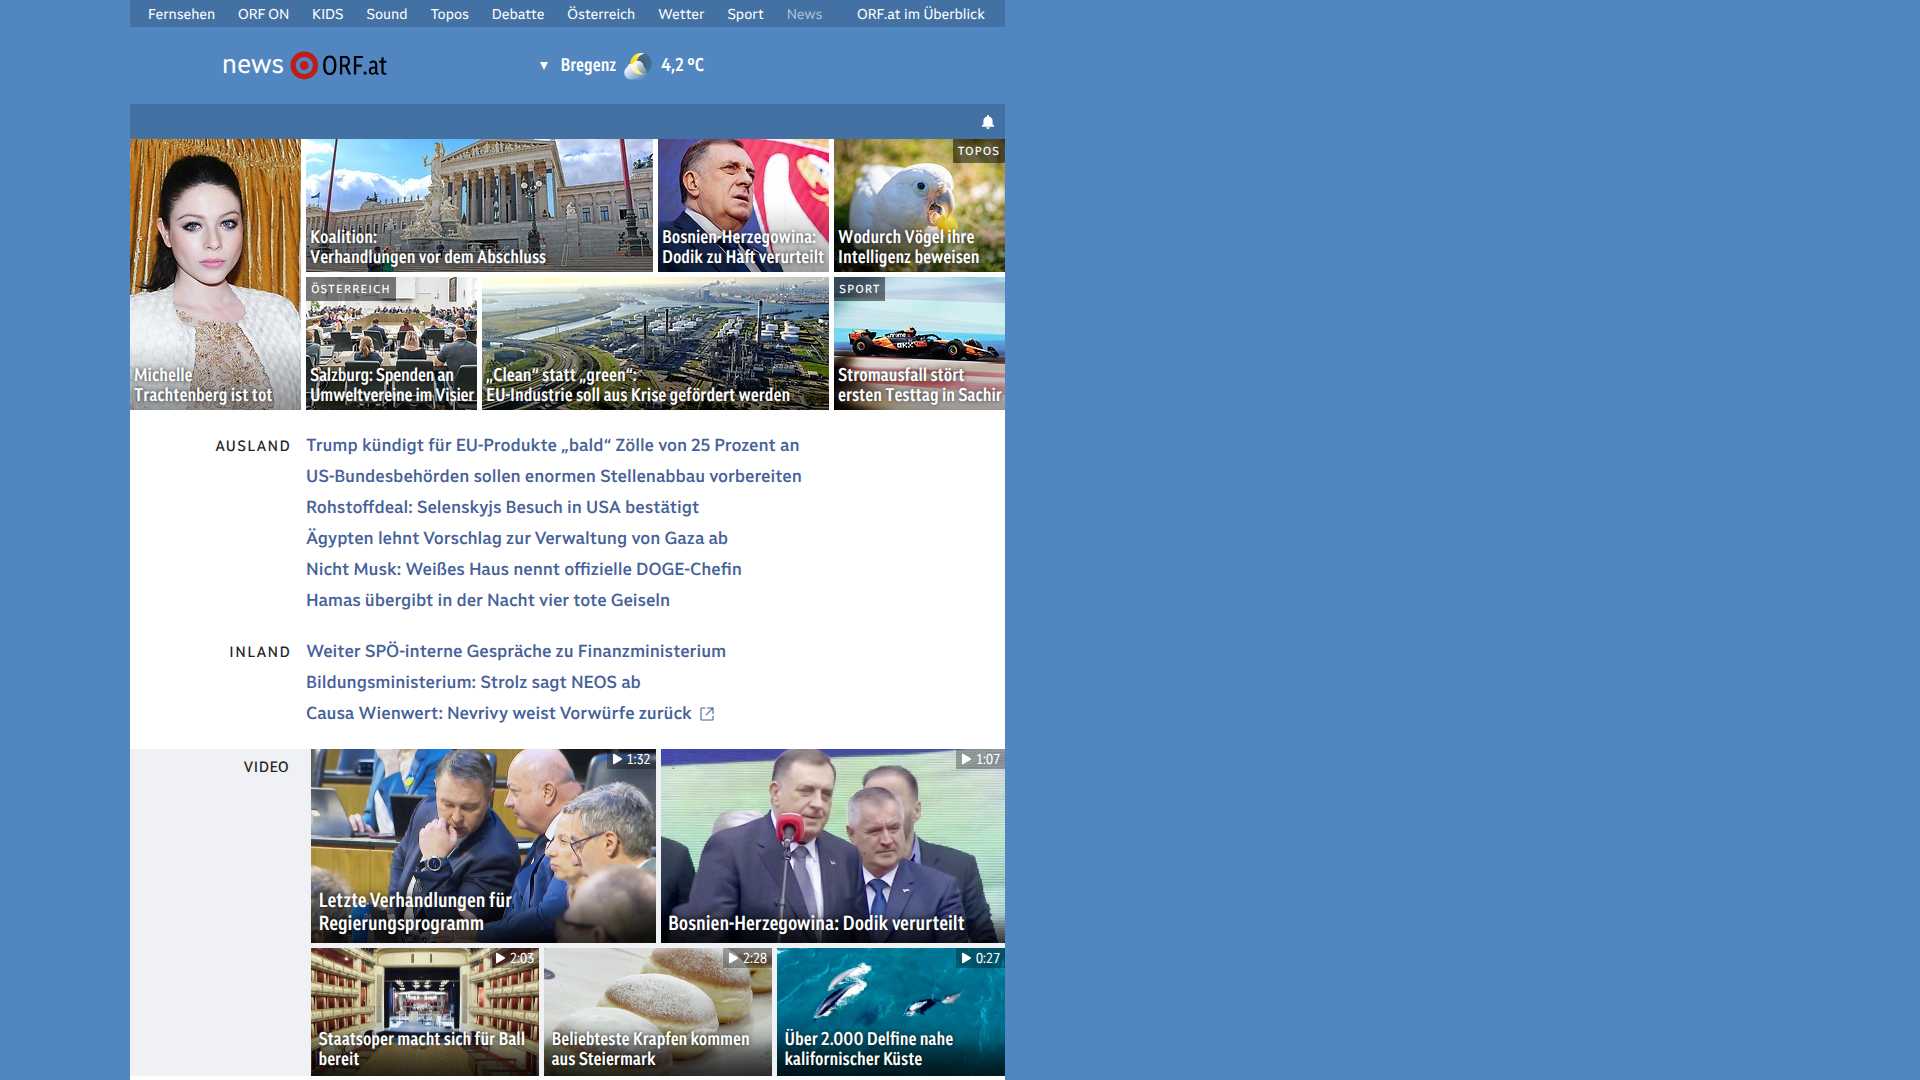 Fernsehen ORF ON KIDS Sound Topos Debatte Österreich Wetter Sport News ORF.at im Überblick
news ORF.at
▼ Bregenz 4,2 °C
Michelle
Trachtenberg ist tot
Koalition:
Verhandlungen vor dem Abschluss
Bosnien-Herzegowina:
Dodik zu Haft verurteilt
TOPOS
Wodurch Vögel ihre
Intelligenz beweisen
ÖSTERREICH
Salzburg: Spenden an
Umweltvereine im Visier
„Clean“ statt „green“:
EU-Industrie soll aus Krise gefördert werden
SPORT
Stromausfall stört
ersten Testtag in Sachir
AUSLAND
Trump kündigt für EU-Produkte „bald“ Zölle von 25 Prozent an
US-Bundesbehörden sollen enormen Stellenabbau vorbereiten
Rohstoffdeal: Selenskyjs Besuch in USA bestätigt
Ägypten lehnt Vorschlag zur Verwaltung von Gaza ab
Nicht Musk: Weißes Haus nennt offizielle DOGE-Chefin
Hamas übergibt in der Nacht vier tote Geiseln
INLAND
Weiter SPÖ-interne Gespräche zu Finanzministerium
Bildungsministerium: Strolz sagt NEOS ab
Causa Wienwert: Nevrivy weist Vorwürfe zurück
VIDEO
1:32
Letzte Verhandlungen für
Regierungsprogramm
1:07
Bosnien-Herzegowina: Dodik verurteilt
2:03
Staatsoper macht sich für Ball
bereit
2:28
Beliebteste Krapfen kommen
aus Steiermark
0:27
Über 2.000 Delfine nahe
kalifornischer Küste